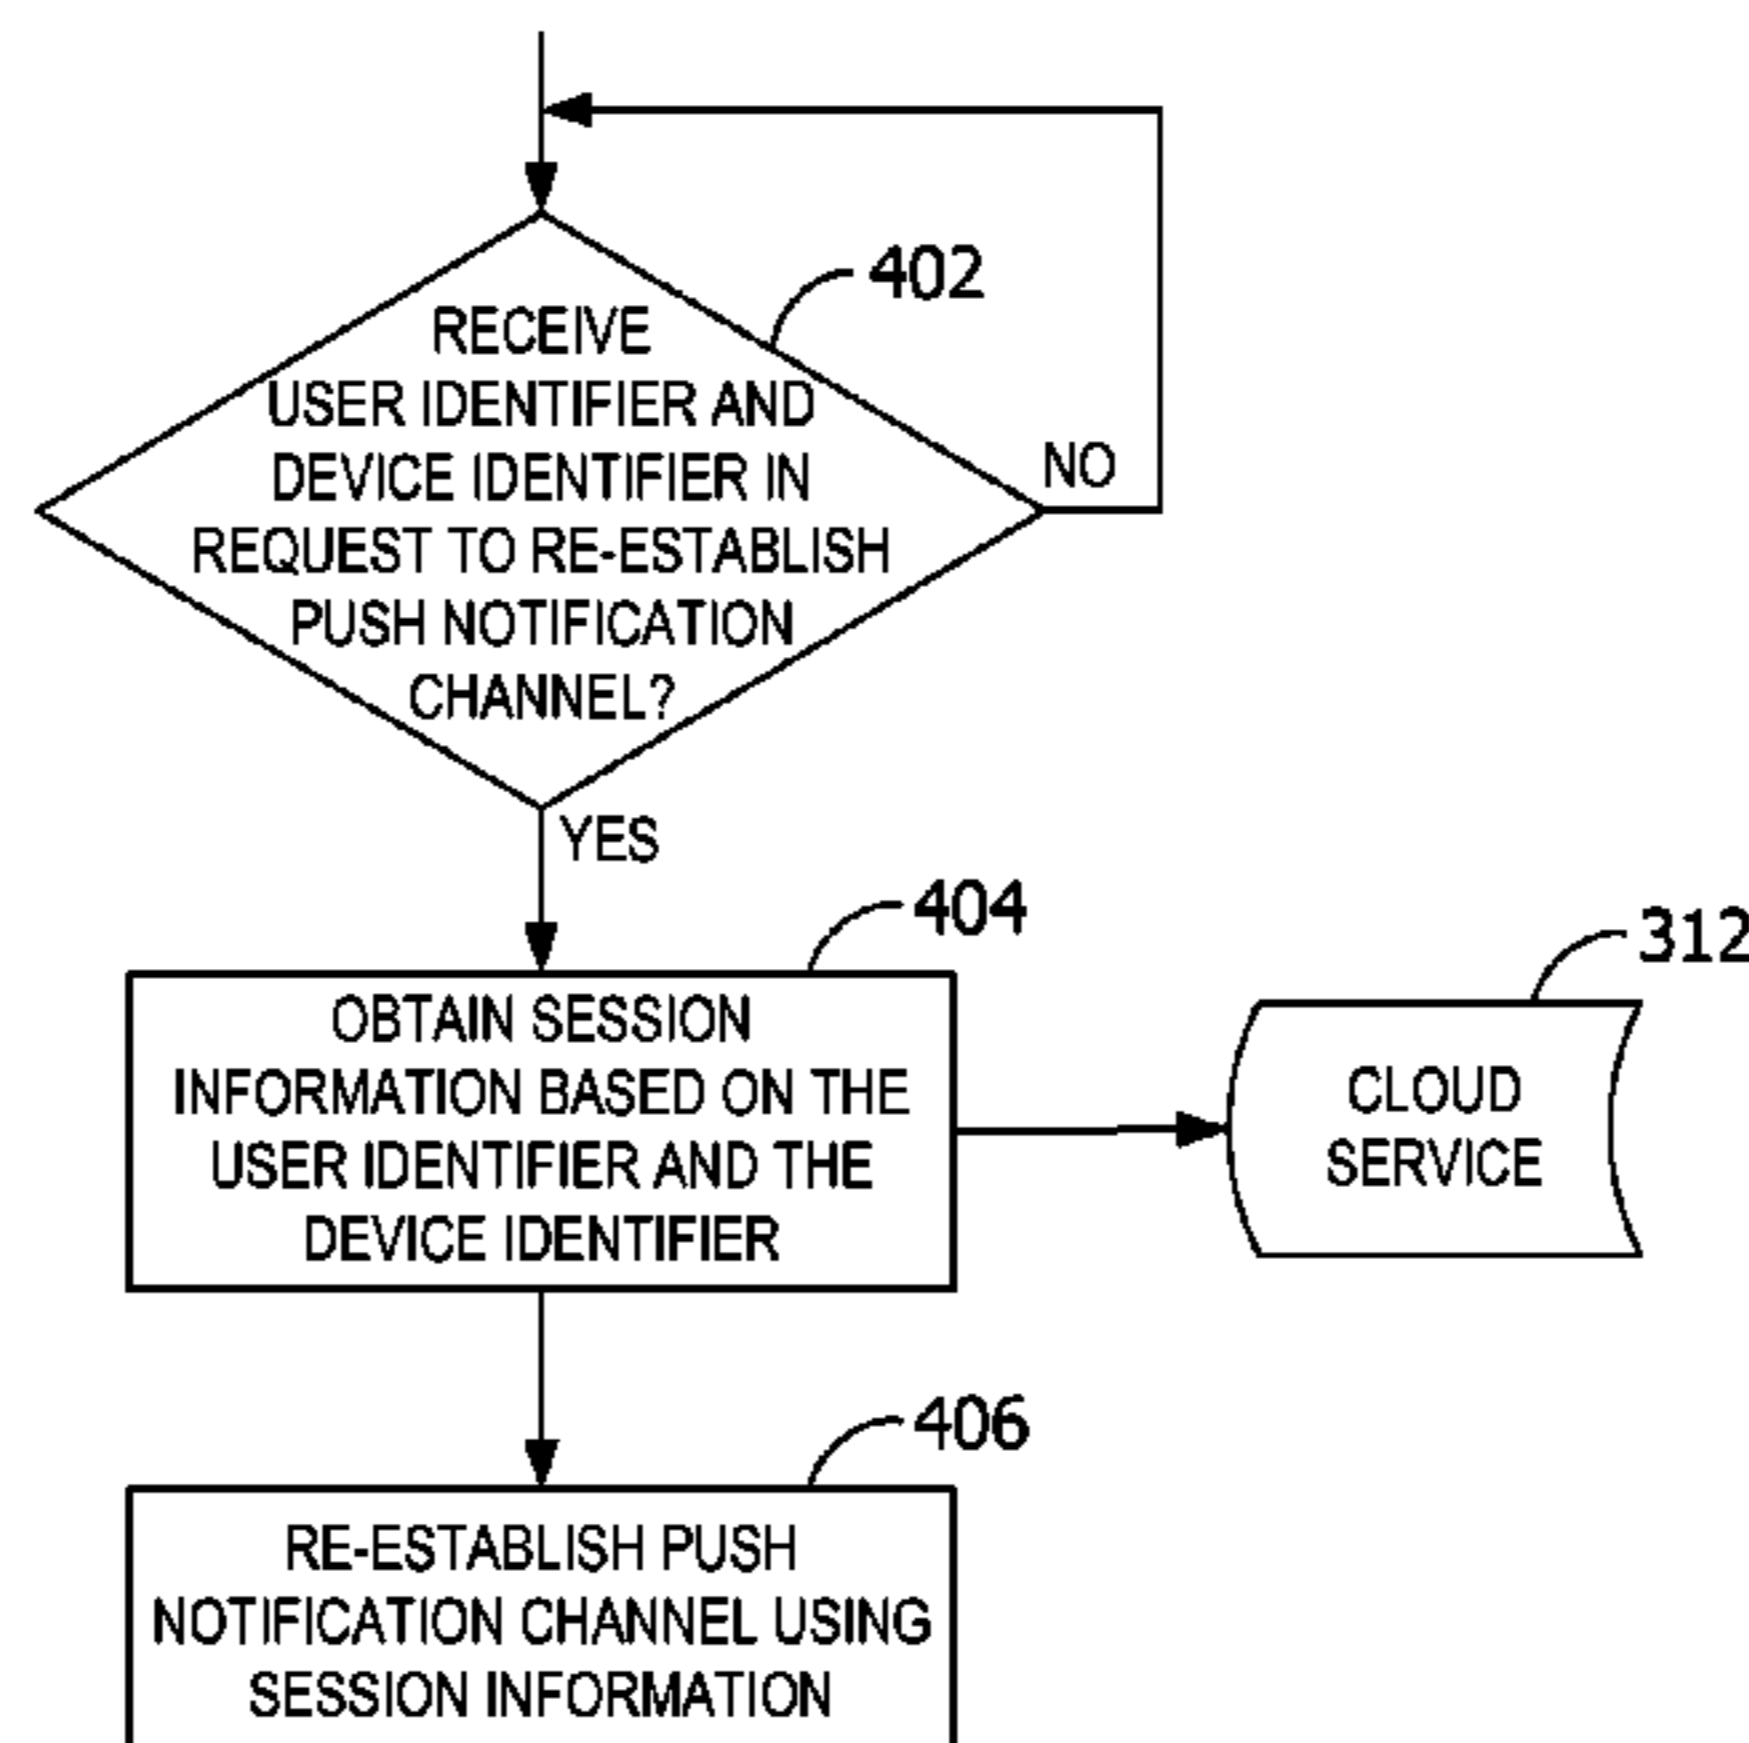 402
RECEIVE
USER IDENTIFIER AND
DEVICE IDENTIFIER IN
REQUEST TO RE-ESTABLISH
PUSH NOTIFICATION
CHANNEL?
NO
YES
404
OBTAIN SESSION
INFORMATION BASED ON THE
USER IDENTIFIER AND THE
DEVICE IDENTIFIER
312
CLOUD
SERVICE
406
RE-ESTABLISH PUSH
NOTIFICATION CHANNEL USING
SESSION INFORMATION